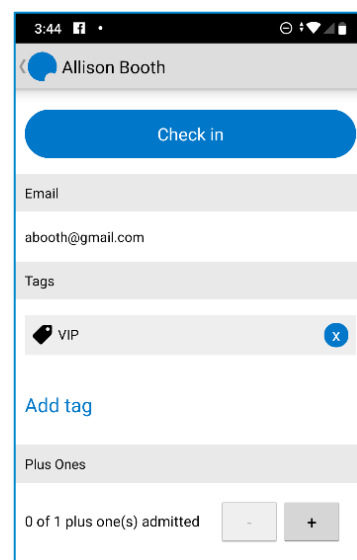 3:44
Allison Booth
Check in
Email
abooth@gmail.com
Tags
VIP x
Add tag
Plus Ones
0 of 1 plus one(s) admitted - +